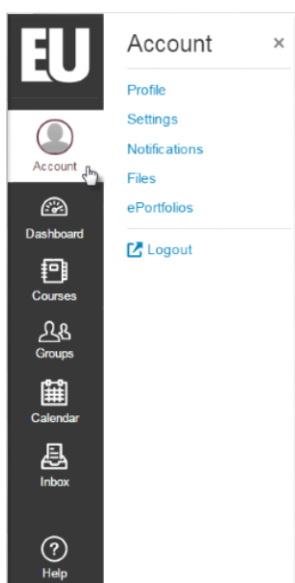 EU
Account
Dashboard
Courses
Groups
Calendar
Inbox
?
Help
Account ×
Profile
Settings
Notifications
Files
ePortfolios
Logout